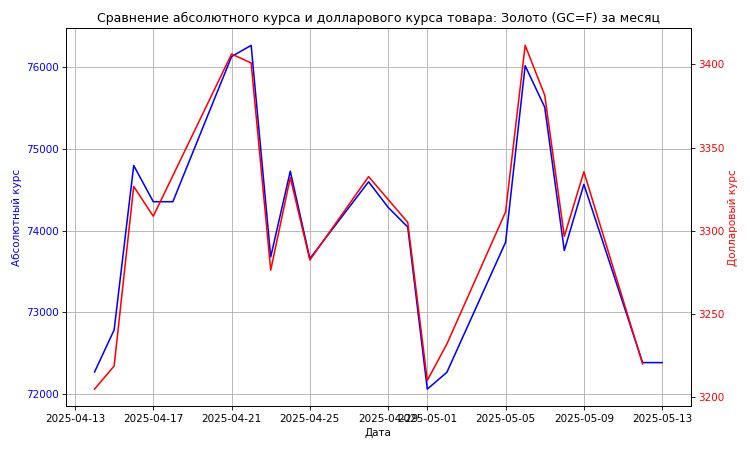 Сравнение абсолютного курса и долларового курса товара: Золото (GC=F) за месяц
76000
75000
74000
73000
72000
Абсолютный курс
3400
3350
3300
3250
3200
Долларовый курс
2025-04-13 2025-04-17 2025-04-21 2025-04-25 2025-04-29 2025-05-01 2025-05-05 2025-05-09 2025-05-13
Дата